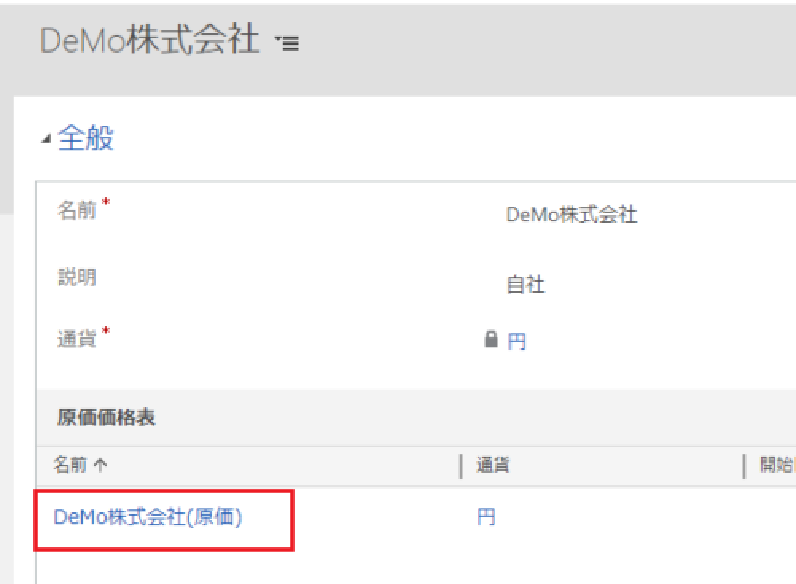 DeMo株式会社
全般
名前*
DeMo株式会社
説明
自社
通貨*
円
原価価格表
名前↑ 通貨 開始
DeMo株式会社(原価) 円